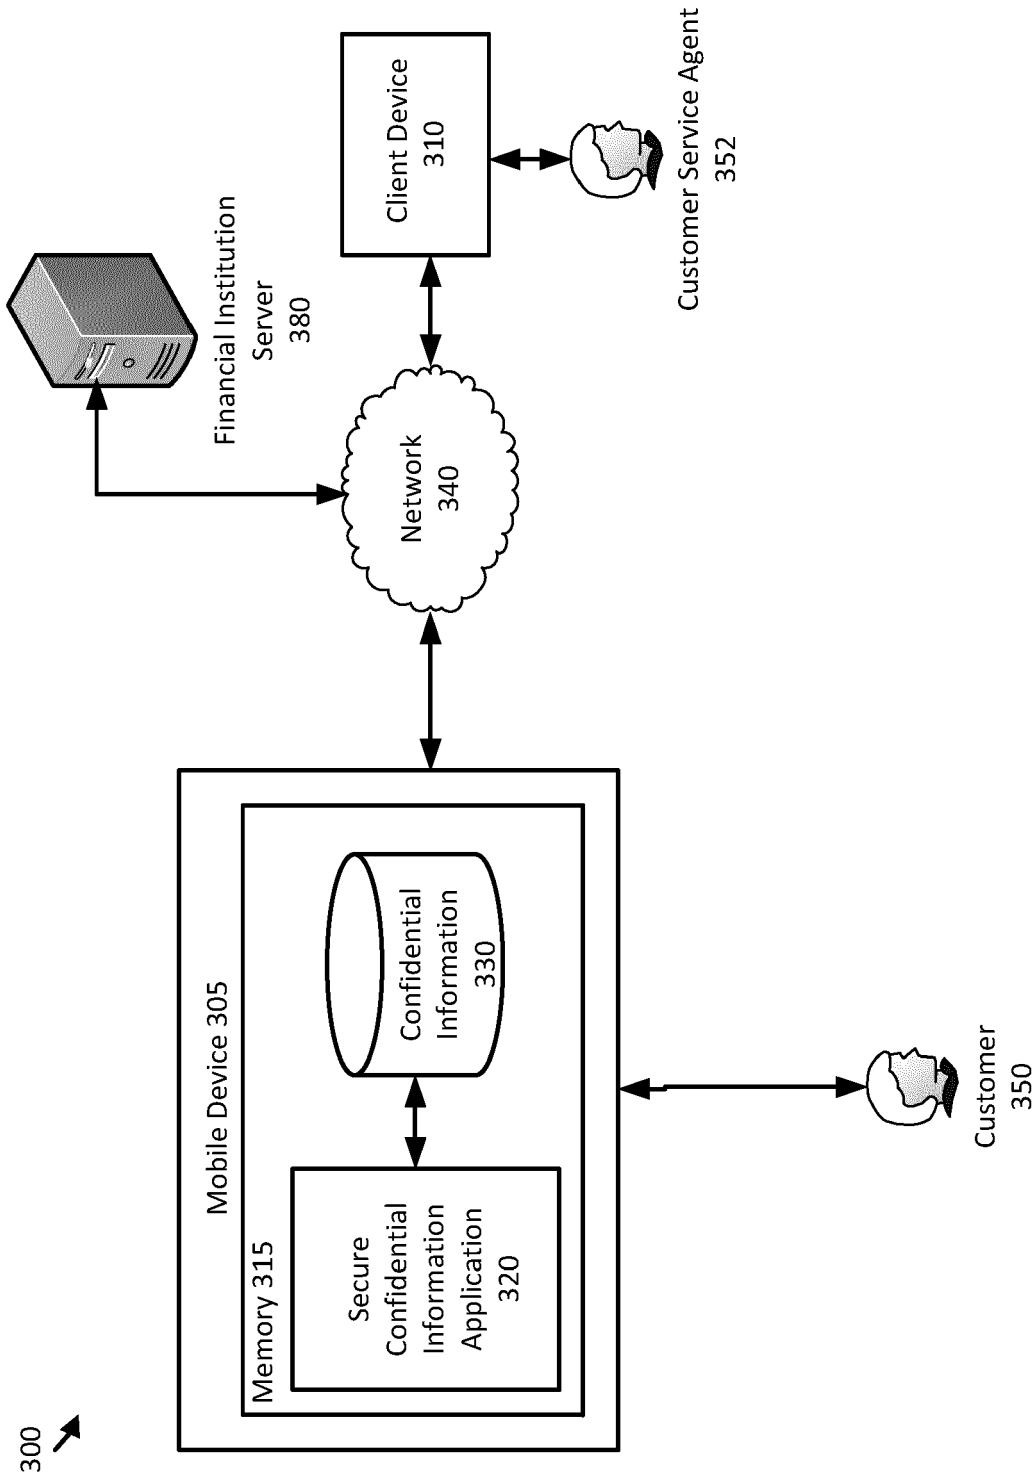 300
Mobile Device 305
Memory 315
Secure
Confidential
Information
Application
320
Confidential
Information
330
Customer
350
Network
340
Financial Institution
Server
380
Client Device
310
Customer Service Agent
352